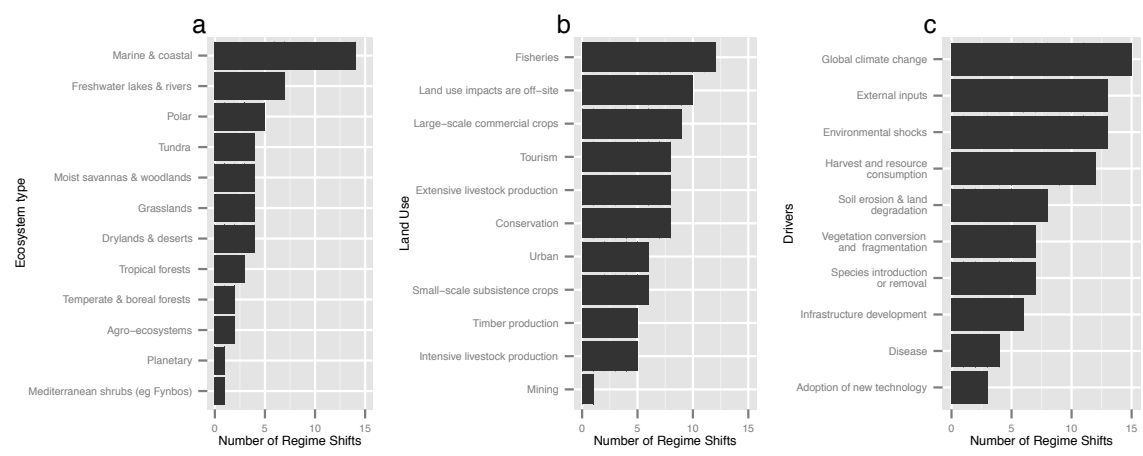 a
Ecosystem type
Marine & coastal
Freshwater lakes & rivers
Polar
Tundra
Moist savannas & woodlands
Grasslands
Drylands & deserts
Tropical forests
Temperate & boreal forests
Agro−ecosystems
Planetary
Mediterranean shrubs (eg Fynbos)
0 5 10 15
Number of Regime Shifts
b
Land Use
Fisheries
Land use impacts are off−site
Large−scale commercial crops
Tourism
Extensive livestock production
Conservation
Urban
Small−scale subsistence crops
Timber production
Intensive livestock production
Mining
0 5 10 15
Number of Regime Shifts
c
Drivers
Global climate change
External inputs
Environmental shocks
Harvest and resource
consumption
Soil erosion & land
degradation
Vegetation conversion
and fragmentation
Species introduction
or removal
Infrastructure development
Disease
Adoption of new technology
0 5 10 15
Number of Regime Shifts